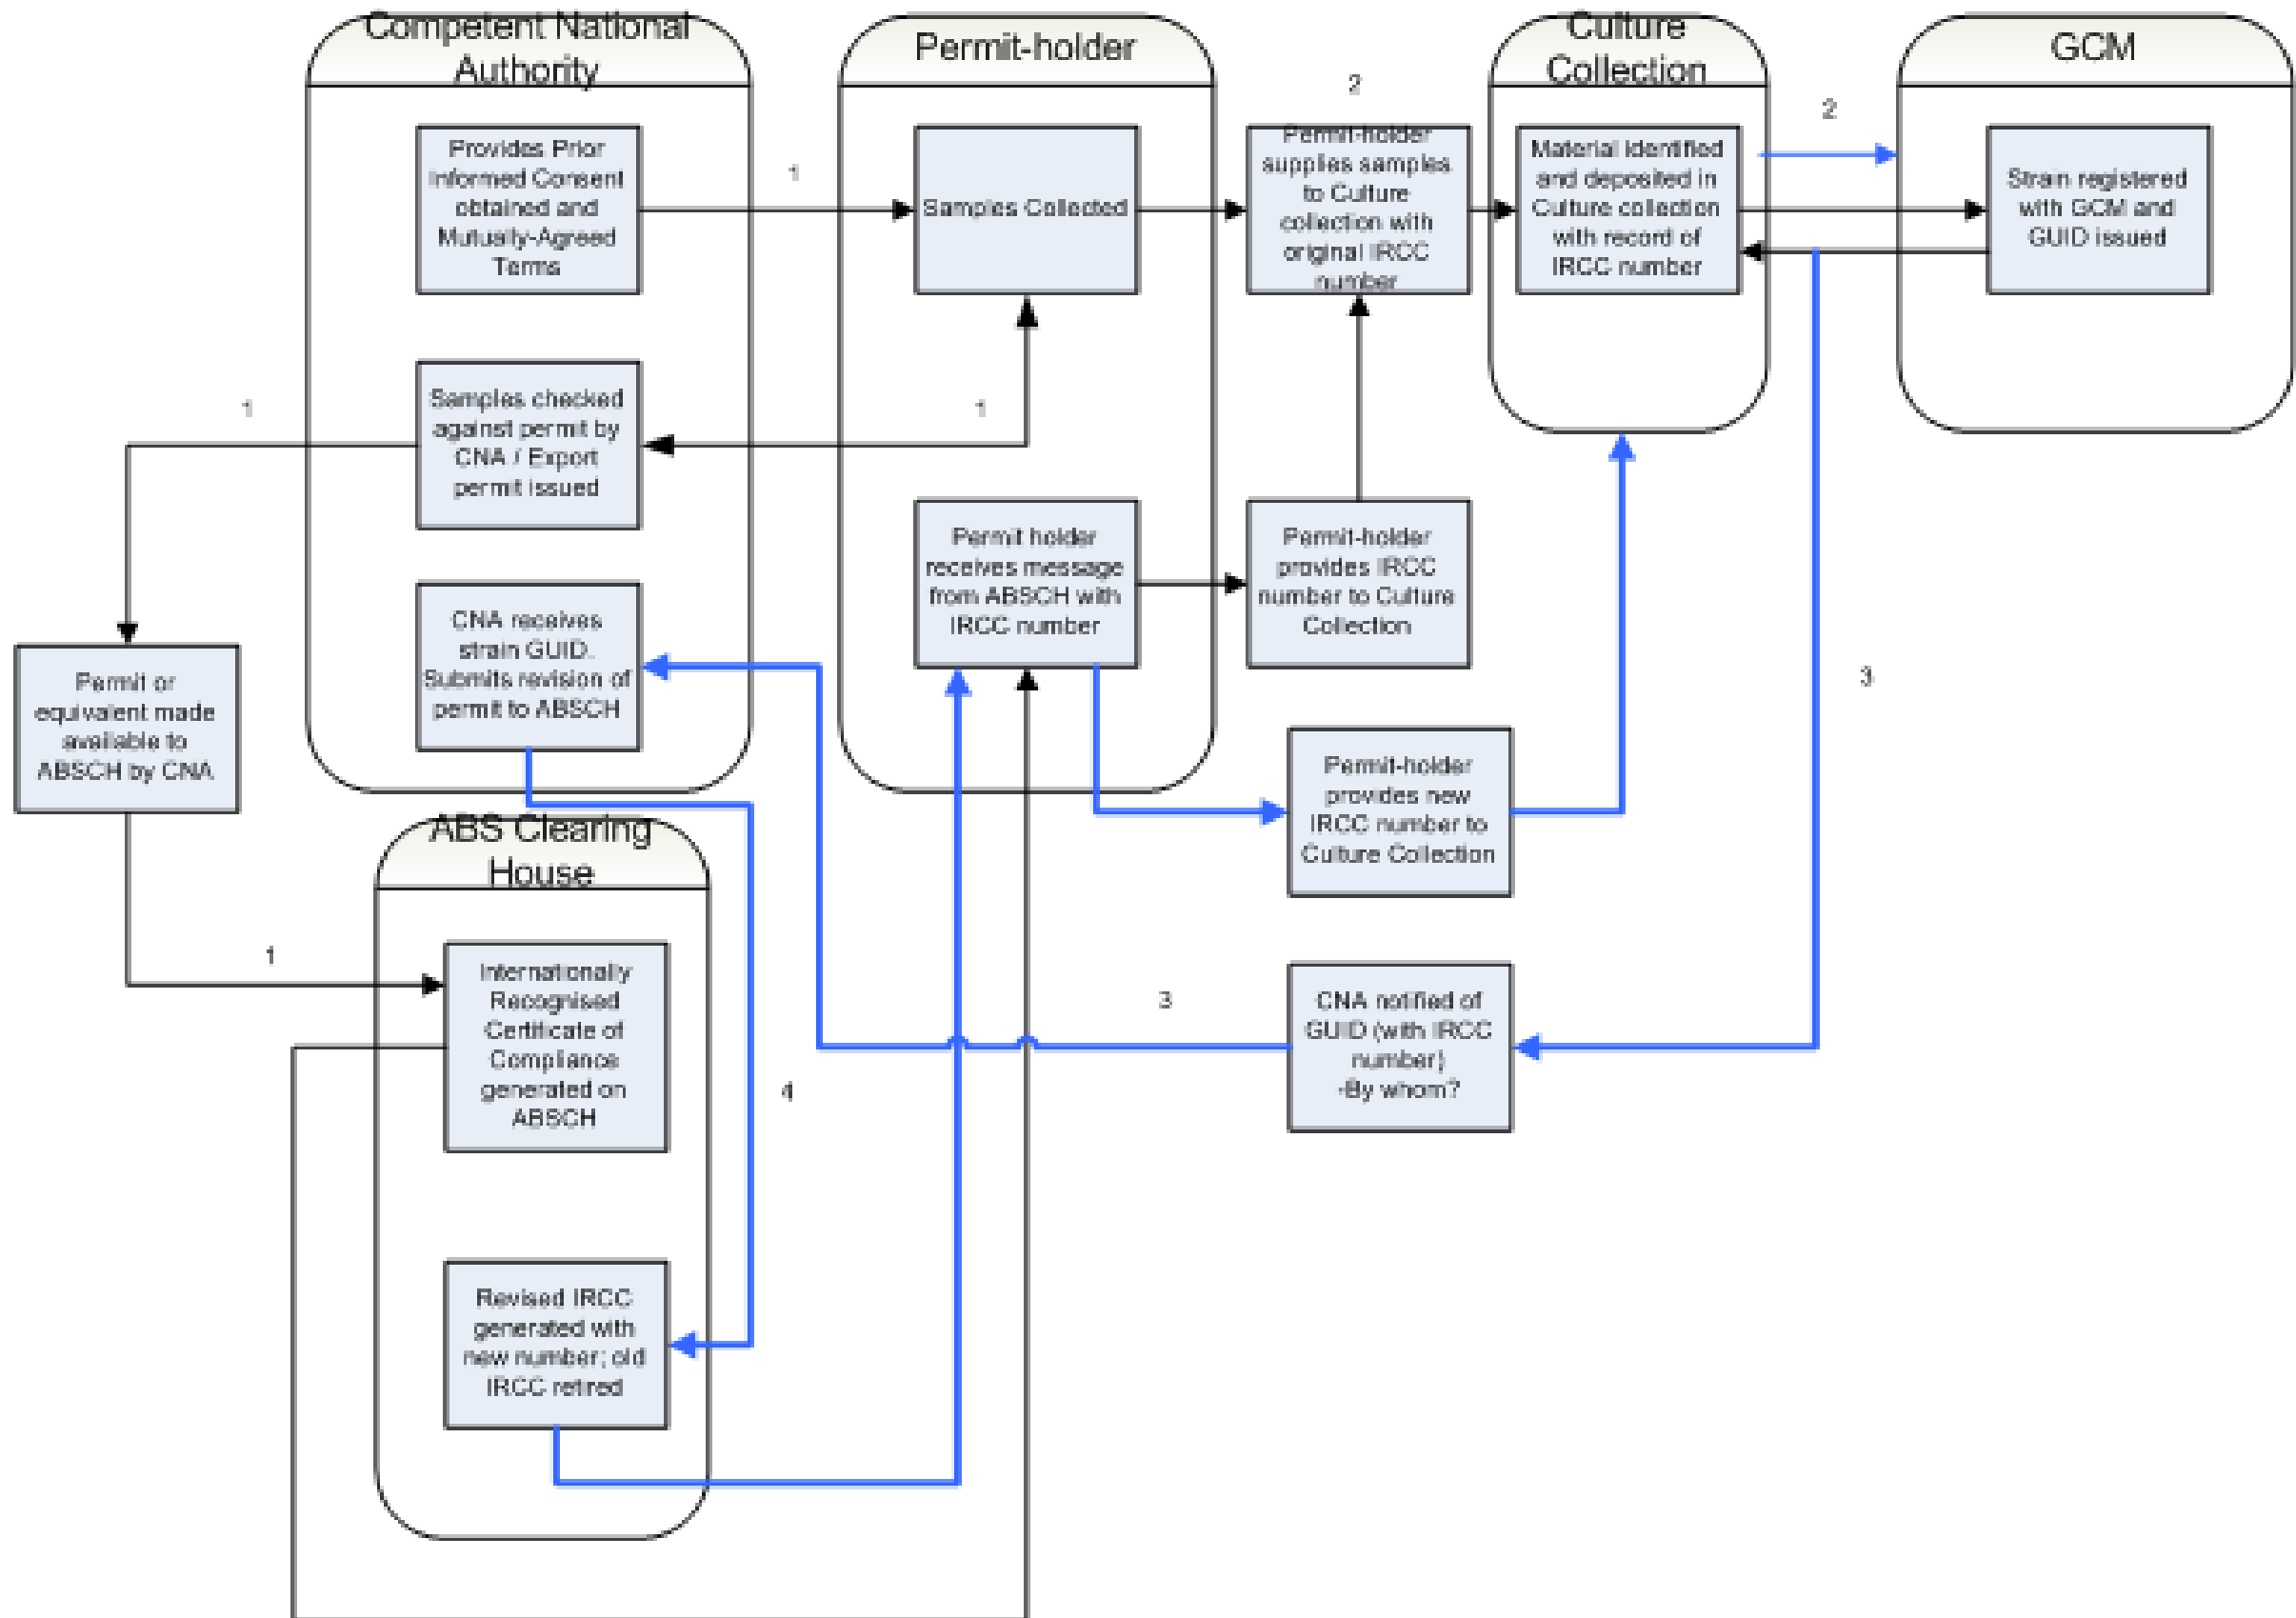 Competent National
Authority
Permit-holder
Culture
Collection
GCM
2
2
Provides Prior
Informed Consent
obtained and
Mutually-Agreed
Terms
1
Samples Collected
Permit-holder
supplies samples
to Culture
collection with
original IRCC
number
Material identified
and deposited in
Culture collection
with record of
IRCC number
Strain registered
with GCM and
GUID issued
1
Samples checked
against permit by
CNA / Export
permit issued
1
Permit holder
receives message
from ABSCH with
IRCC number
Permit-holder
provides IRCC
number to Culture
Collection
CNA receives
strain GUID.
Submits revision of
permit to ABSCH
Permit or
equivalent made
available to
ABSCH by CNA
3
Permit-holder
provides new
IRCC number to
Culture Collection
ABS Clearing
House
1
Internationally
Recognised
Certificate of
Compliance
generated on
ABSCH
3
CNA notified of
GUID (with IRCC
number)
-By whom?
4
Revised IRCC
generated with
new number; old
IRCC retired